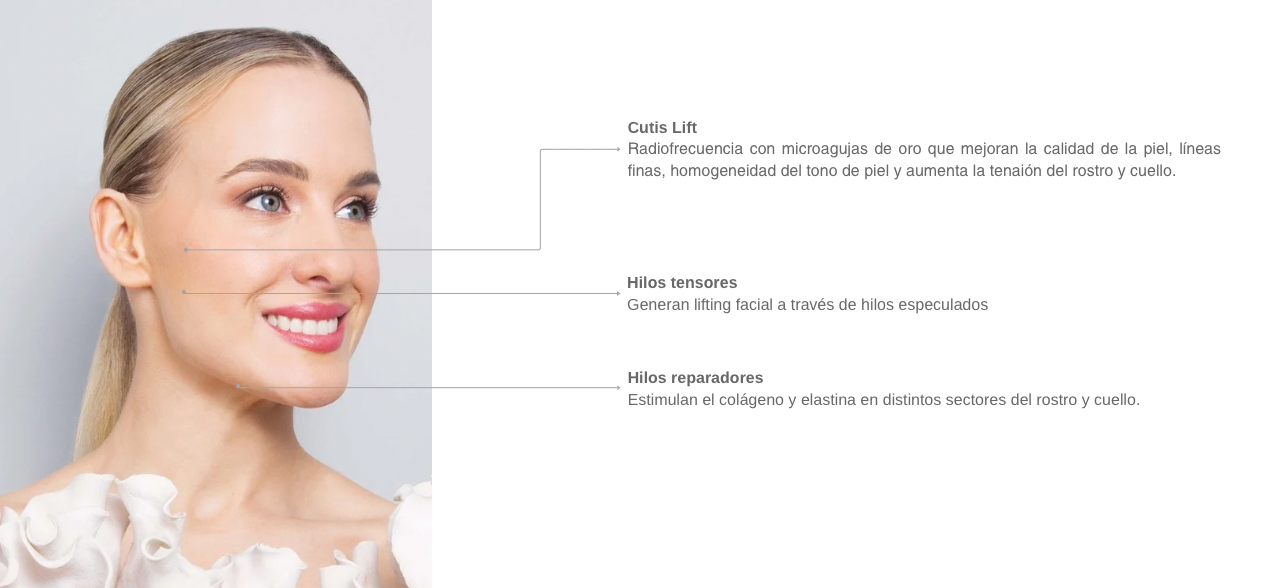 Cutis Lift
Radiofrecuencia con microagujas de oro que mejoran la calidad de la piel, líneas
finas, homogeneidad del tono de piel y aumenta la tenaión del rostro y cuello.
Hilos tensores
Generan lifting facial a través de hilos especulados
Hilos reparadores
Estimulan el colágeno y elastina en distintos sectores del rostro y cuello.